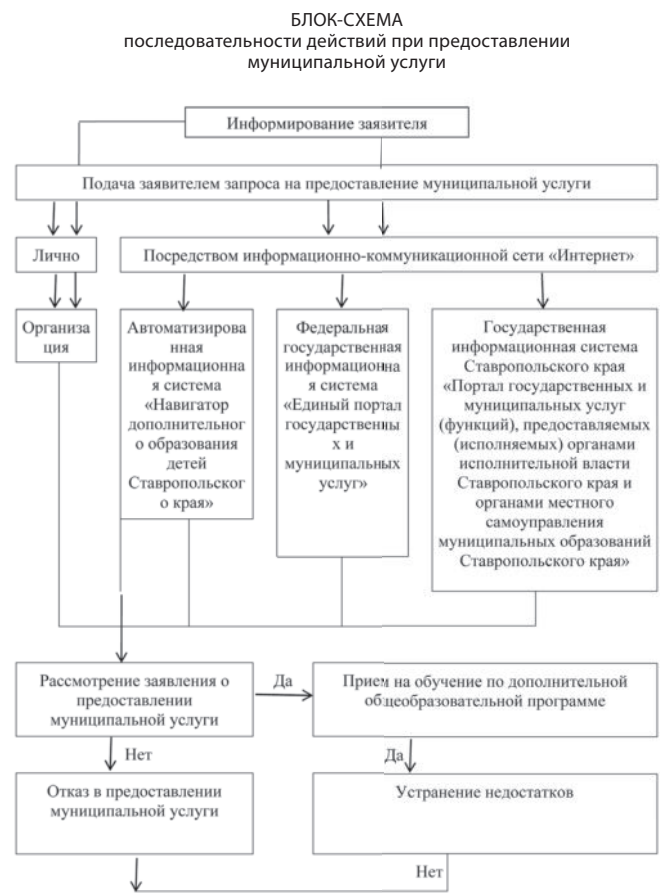 БЛОК-СХЕМА
последовательности действий при предоставлении
муниципальной услуги
Информирование заявителя
Подача заявителем запроса на предоставление муниципальной услуги
Лично
Посредством информационно-коммуникационной сети «Интернет»
Организа
ция
Автоматизирова
нная
информационна
я система
«Навигатор
дополнительног
о образования
детей
Ставропольског
о края»
Федеральная
государственная
информационна
я система
«Единый портал
государственны
х и
муниципальных
услуг»
Государственная
информационная система
Ставропольского края
«Портал государственных и
муниципальных услуг
(функций), предоставляемых
(исполняемых) органами
исполнительной власти
Ставропольского края и
органами местного
самоуправления
муниципальных образований
Ставропольского края»
Рассмотрение заявления о
предоставлении
муниципальной услуги
Да
Прием на обучение по дополнительной
общеобразовательной программе
Нет
Да
Отказ в предоставлении
муниципальной услуги
Устранение недостатков
Нет